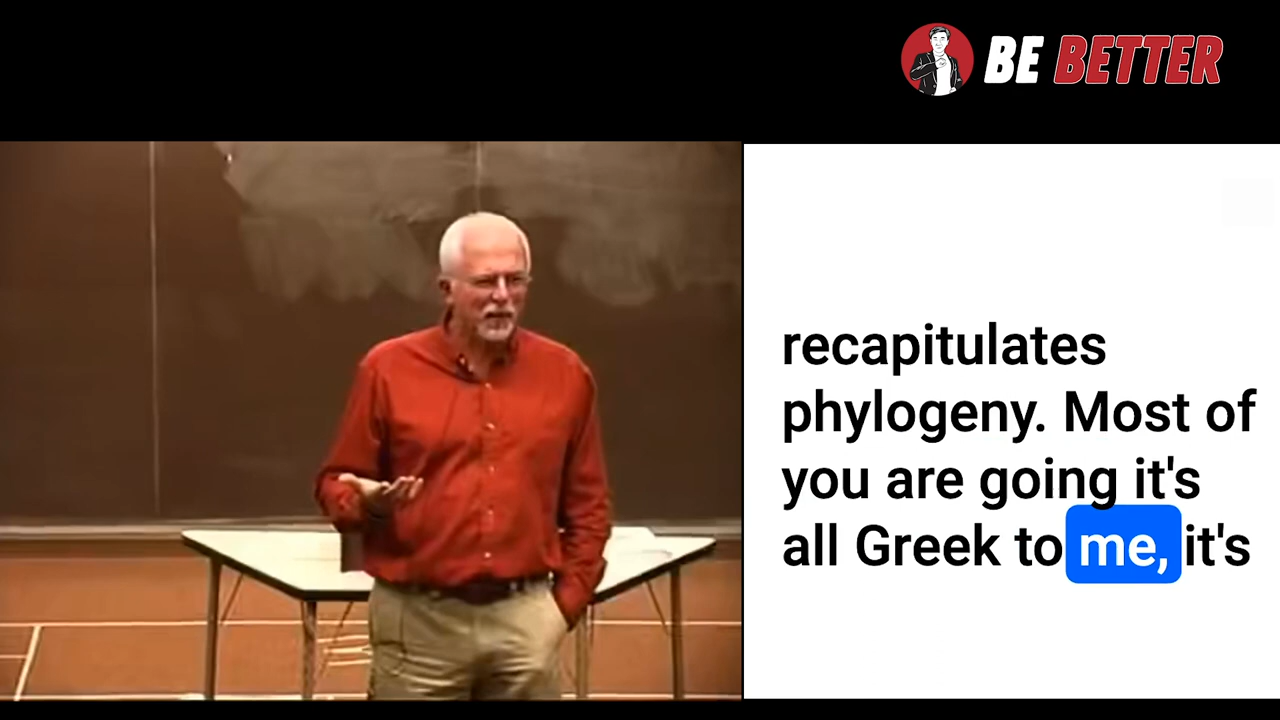 BE BETTER
recapitulates
phylogeny. Most of
you are going it's
all Greek to me, it's